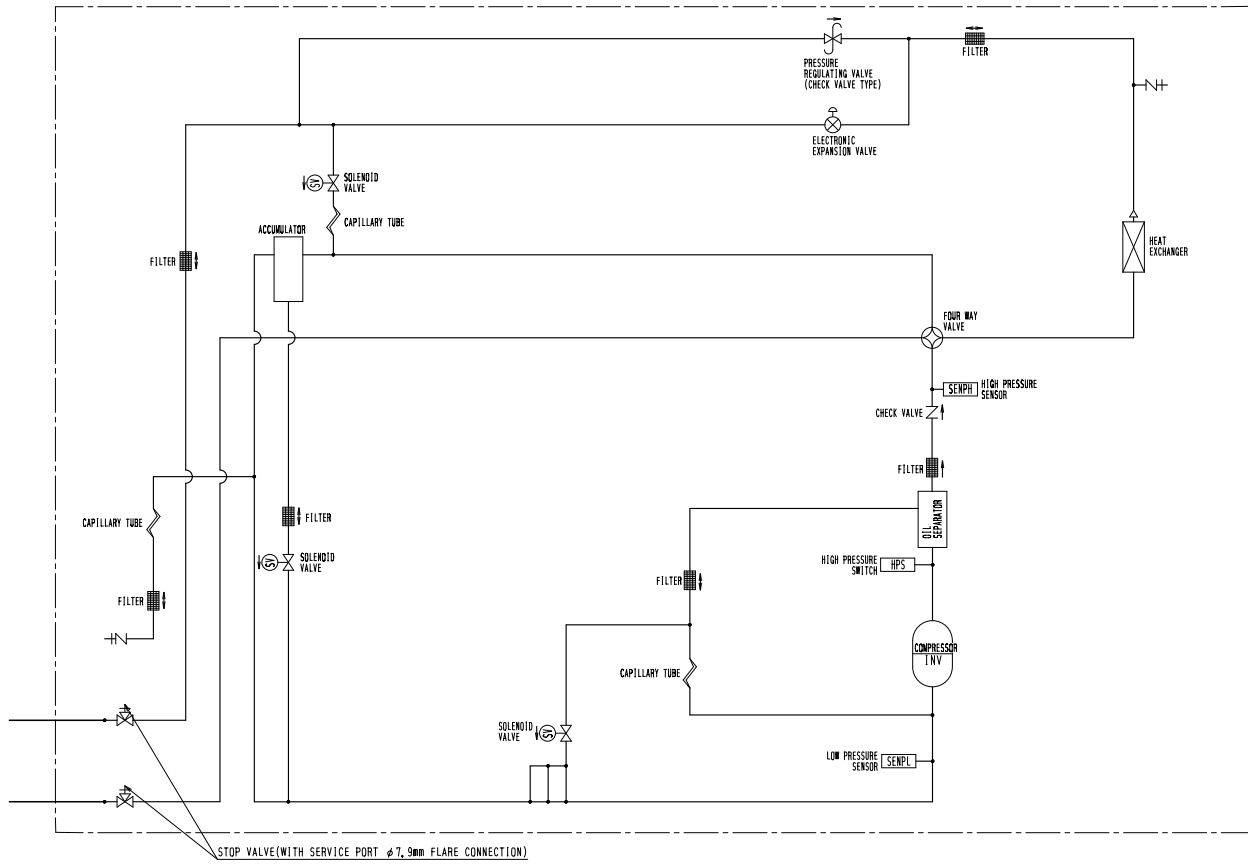 PRESSURE
REGULATING VALVE
(CHECK VALVE TYPE)
FILTER
ELECTRONIC
EXPANSION VALVE
SV
SOLENOID
VALVE
CAPILLARY TUBE
ACCUMULATOR
FILTER
HEAT
EXCHANGER
FOUR WAY
VALVE
SENPH
HIGH PRESSURE
SENSOR
CHECK VALVE
FILTER
CAPILLARY TUBE
FILTER
OIL
SEPARATOR
SV
SOLENOID
VALVE
HIGH PRESSURE
SWITCH
HPS
FILTER
FILTER
COMPRESSOR
INV
CAPILLARY TUBE
SOLENOID
VALVE
SV
LOW PRESSURE
SENSOR
SENPL
STOP VALVE(WITH SERVICE PORT φ7.9mm FLARE CONNECTION)